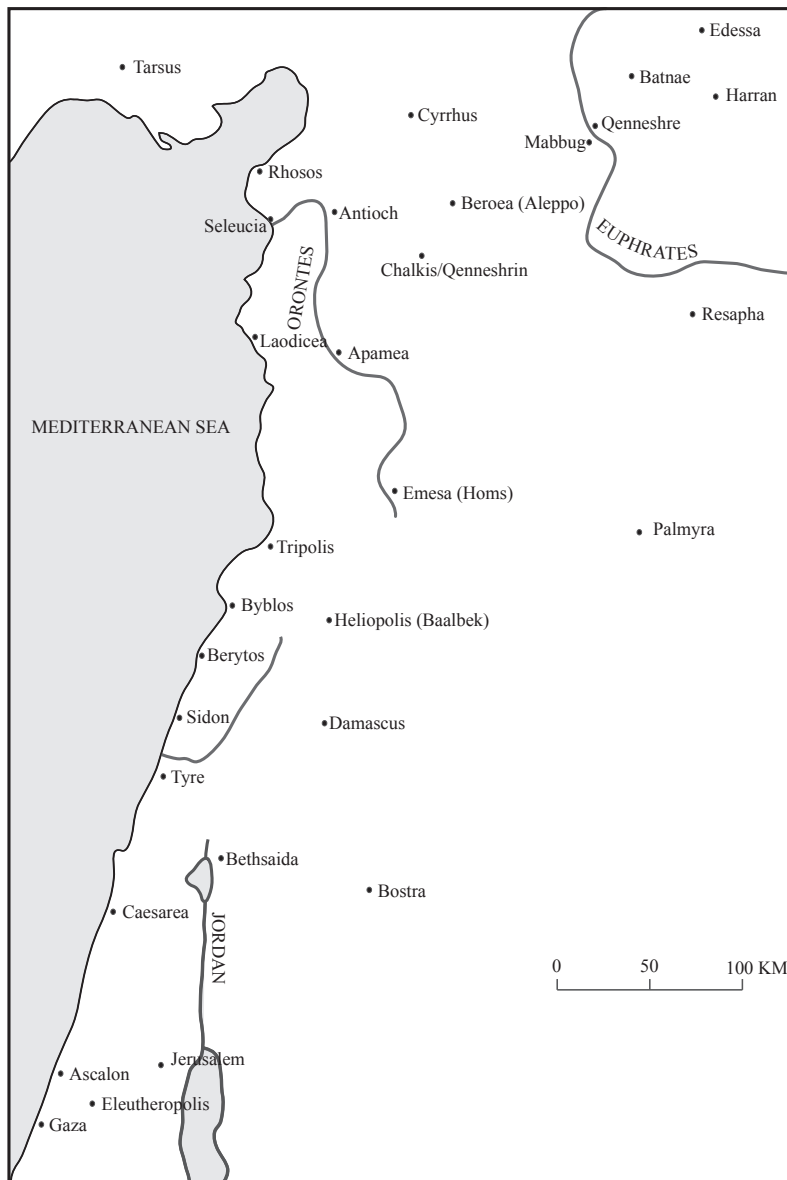 Edessa
Tarsus
Batnae
Harran
Cyrrhus
Qenneshre
Mabbug
Rhosos
Beroea (Aleppo)
Antioch
Seleucia
EUPHRATES
Chalkis/Qenneshrin
ORONTES
Resapha
Laodicea
Apamea
MEDITERRANEAN SEA
Emesa (Homs)
Palmyra
Tripolis
Byblos
Heliopolis (Baalbek)
Berytos
Sidon
Damascus
Tyre
Bethsaida
Bostra
Caesarea
JORDAN
0 50 100 KM
Jerusalem
Ascalon
Eleutheropolis
Gaza